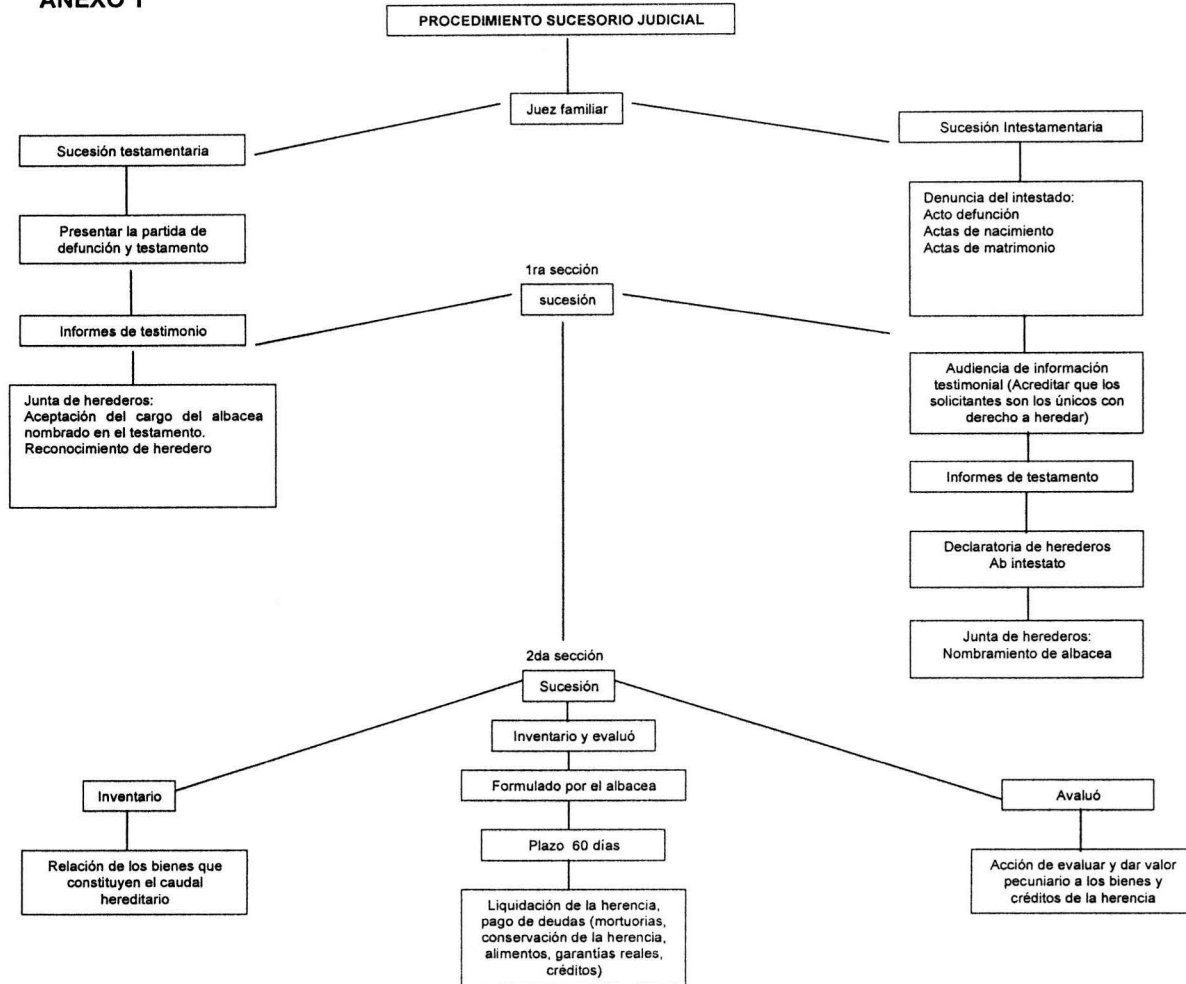 ANEXO 1
PROCEDIMIENTO SUCESORIO JUDICIAL
Juez familiar
Sucesión testamentaria
Presentar la partida de
defunción y testamento
Informes de testimonio
Junta de herederos:
Aceptación del cargo del albacea
nombrado en el testamento.
Reconocimiento de heredero
Sucesión Intestamentaria
Denuncia del intestado:
Acto defunción
Actas de nacimiento
Actas de matrimonio
1ra sección
sucesión
Audiencia de información
testimonial (Acreditar que los
solicitantes son los únicos con
derecho a heredar)
Informes de testamento
Declaratoria de herederos
Ab intestato
Junta de herederos:
Nombramiento de albacea
2da sección
Sucesión
Inventario y evaluó
Formulado por el albacea
Plazo 60 días
Liquidación de la herencia,
pago de deudas (mortuorias,
conservación de la herencia,
alimentos, garantías reales,
créditos)
Inventario
Relación de los bienes que
constituyen el caudal
hereditario
Avaluó
Acción de evaluar y dar valor
pecuniario a los bienes y
créditos de la herencia